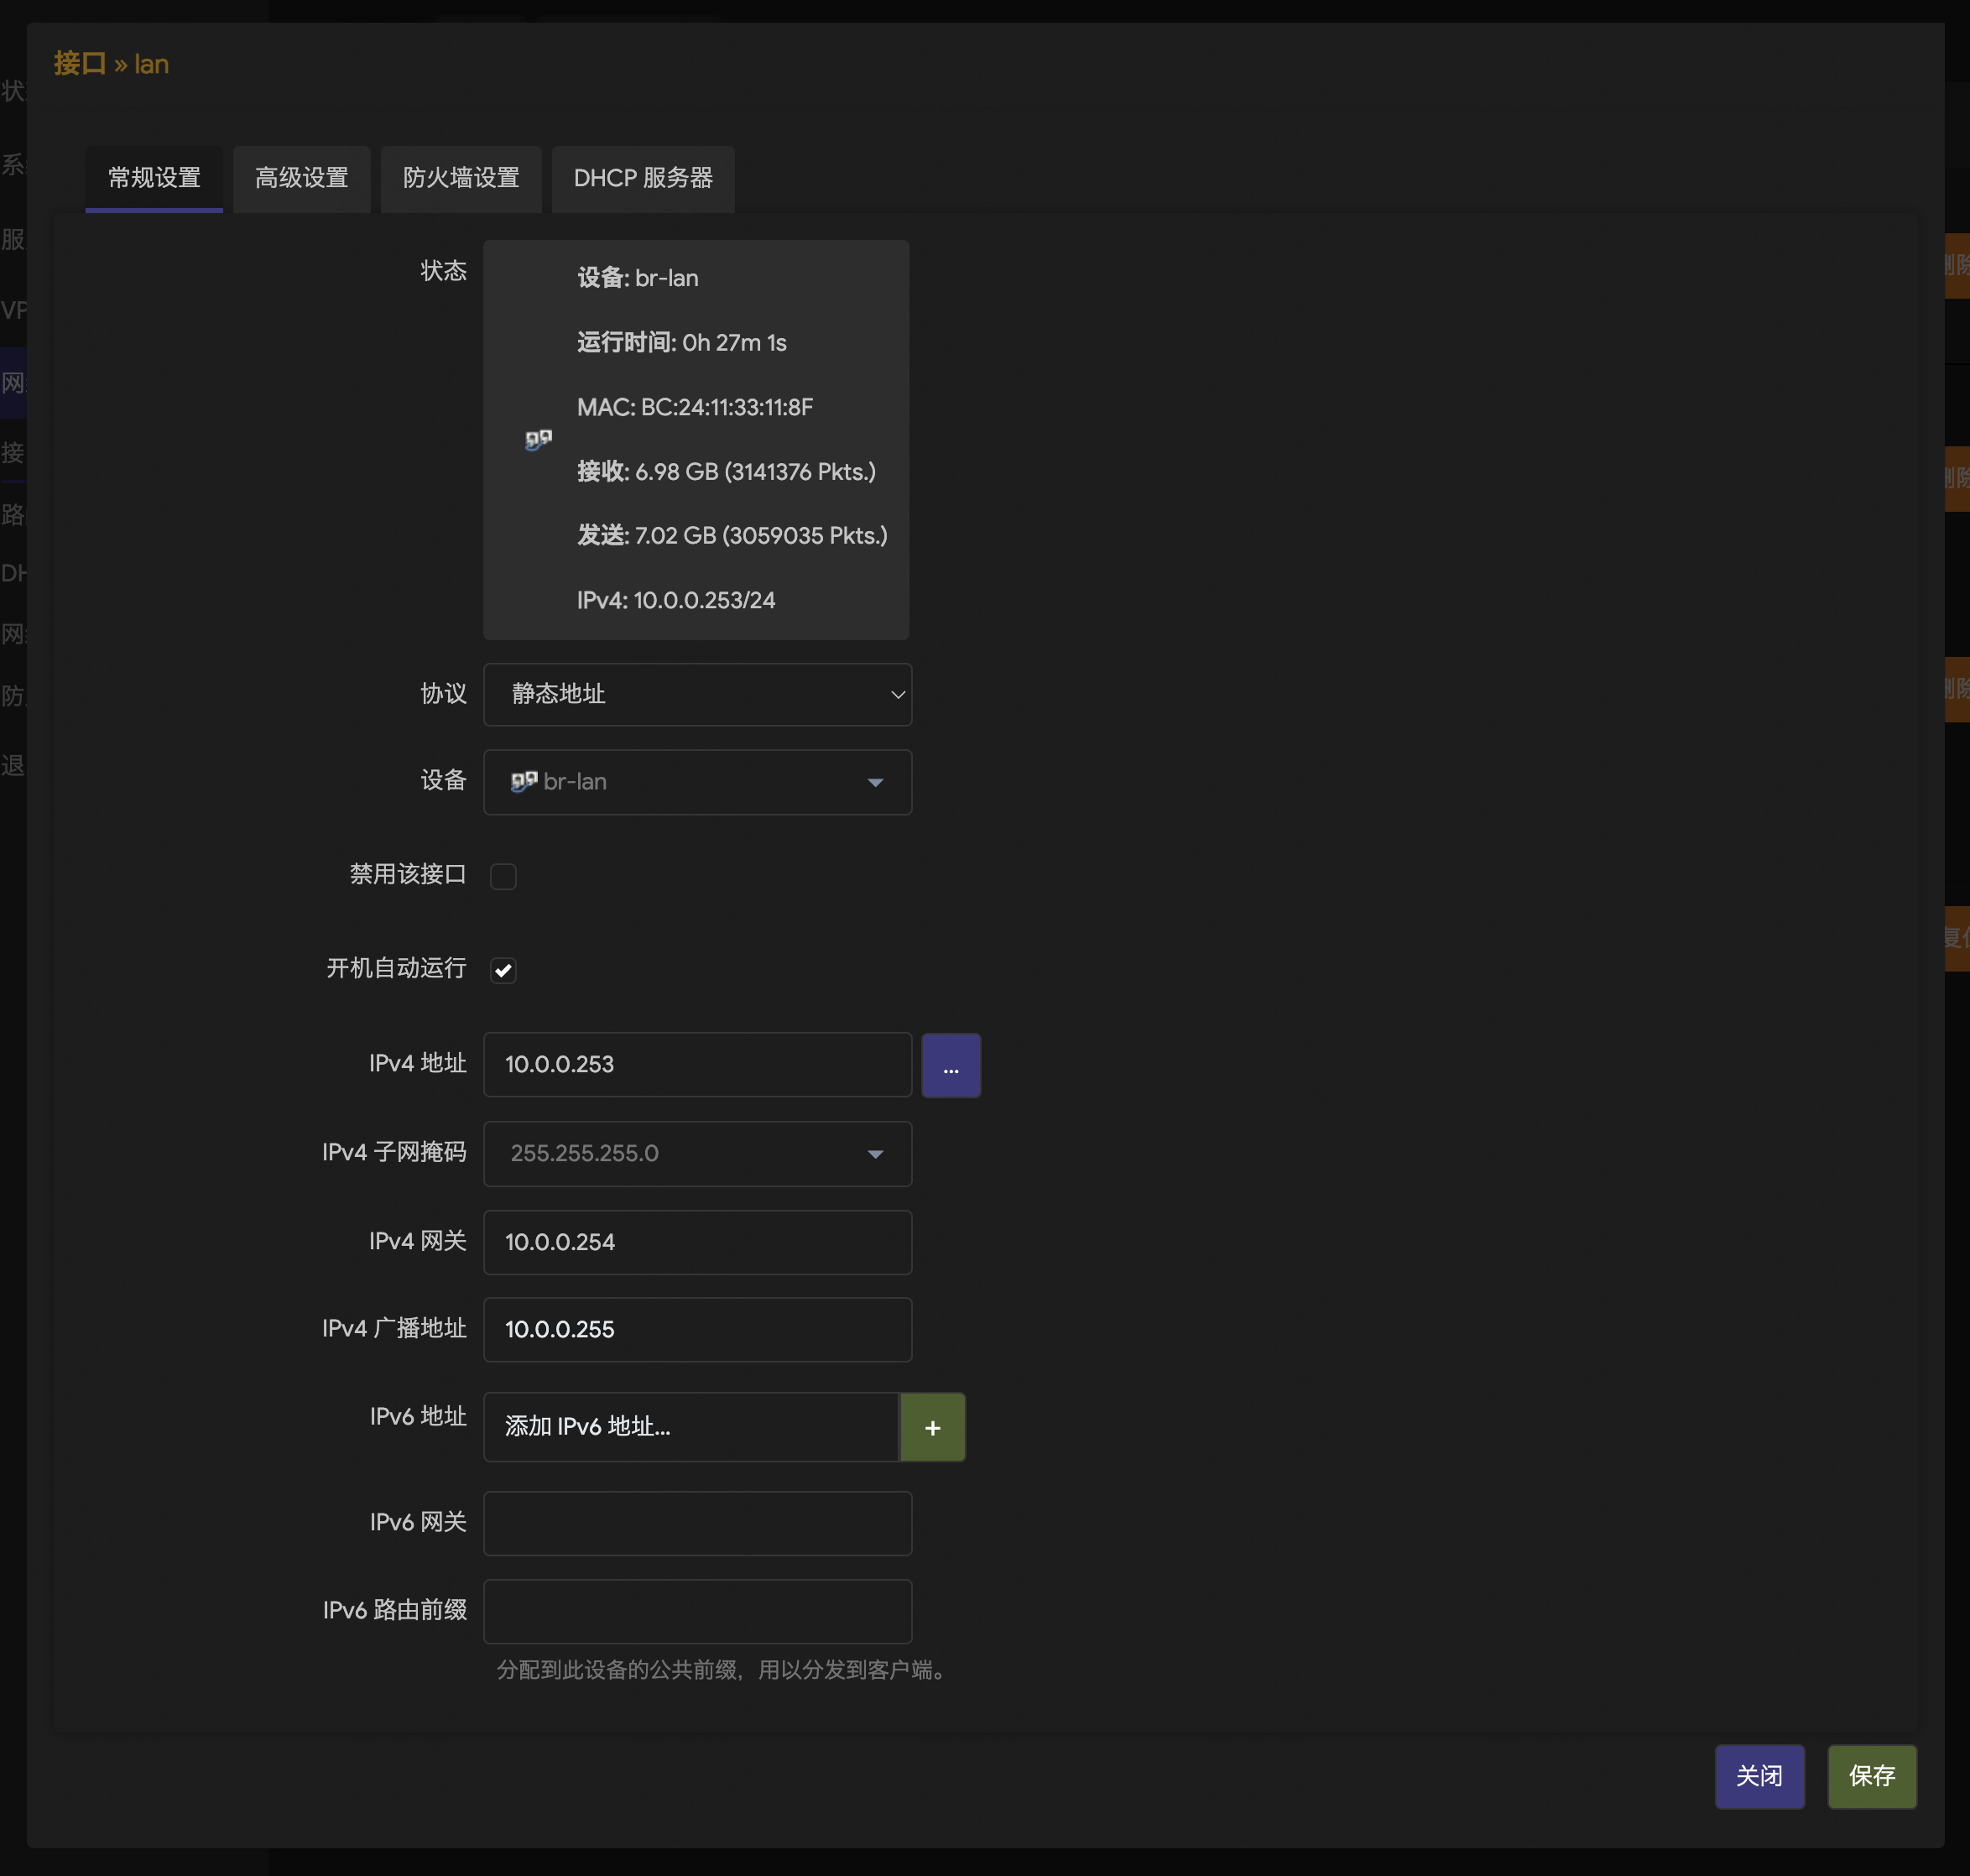 接口 » lan
常规设置
高级设置
防火墙设置
DHCP 服务器
状态
设备: br-lan
运行时间: 0h 27m 1s
MAC: BC:24:11:33:11:8F
接收: 6.98 GB (3141376 Pkts.)
发送: 7.02 GB (3059035 Pkts.)
IPv4: 10.0.0.253/24
协议
静态地址
设备
br-lan
禁用该接口
开机自动运行
IPv4 地址
10.0.0.253
...
IPv4 子网掩码
255.255.255.0
IPv4 网关
10.0.0.254
IPv4 广播地址
10.0.0.255
IPv6 地址
添加 IPv6 地址...
+
IPv6 网关
IPv6 路由前缀
分配到此设备的公共前缀，用以分发到客户端。
关闭
保存